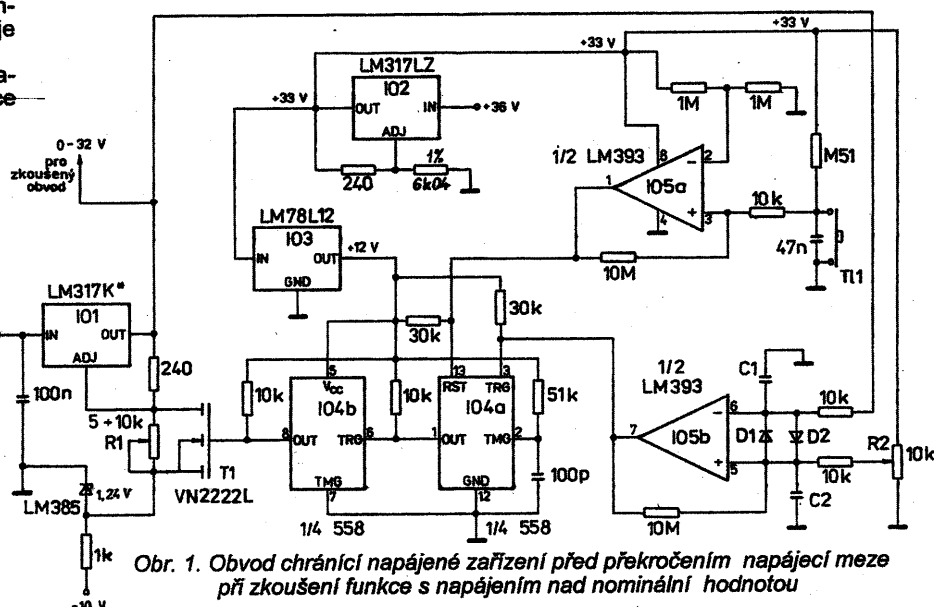 n-
je
a-
ce
0-32 V
pro
zkoušený
obvod
LM317K*
IO1
IN
OUT
ADJ
100n
240
5+10k
R1
T1
VN2222L
LM385
1,24 V
1k
-10 V
+33 V
LM317LZ
IO2
OUT
IN
ADJ
+36 V
240
1%
6k04
LM78L12
IO3
IN
OUT
GND
+12 V
30k
30k
10k
5
VCC
IO4b
8
OUT
TRG
6
TMG
7
1/4 558
10k
13
3
RST
TRG
IO4a
1
OUT
TMG
2
GND
12
1/4 558
51k
100p
+33 V
+33 V
1M
1M
1/2 LM393
8
2
1
IO5a
4
3
10M
10k
M51
47n
Tl1
1/2
LM393
C1
6
7
IO5b
5
D1
D2
10k
10k
R2
10k
C2
10M
Obr. 1. Obvod chránící napájené zařízení před překročením napájecí meze
při zkoušení funkce s napájením nad nominální hodnotou